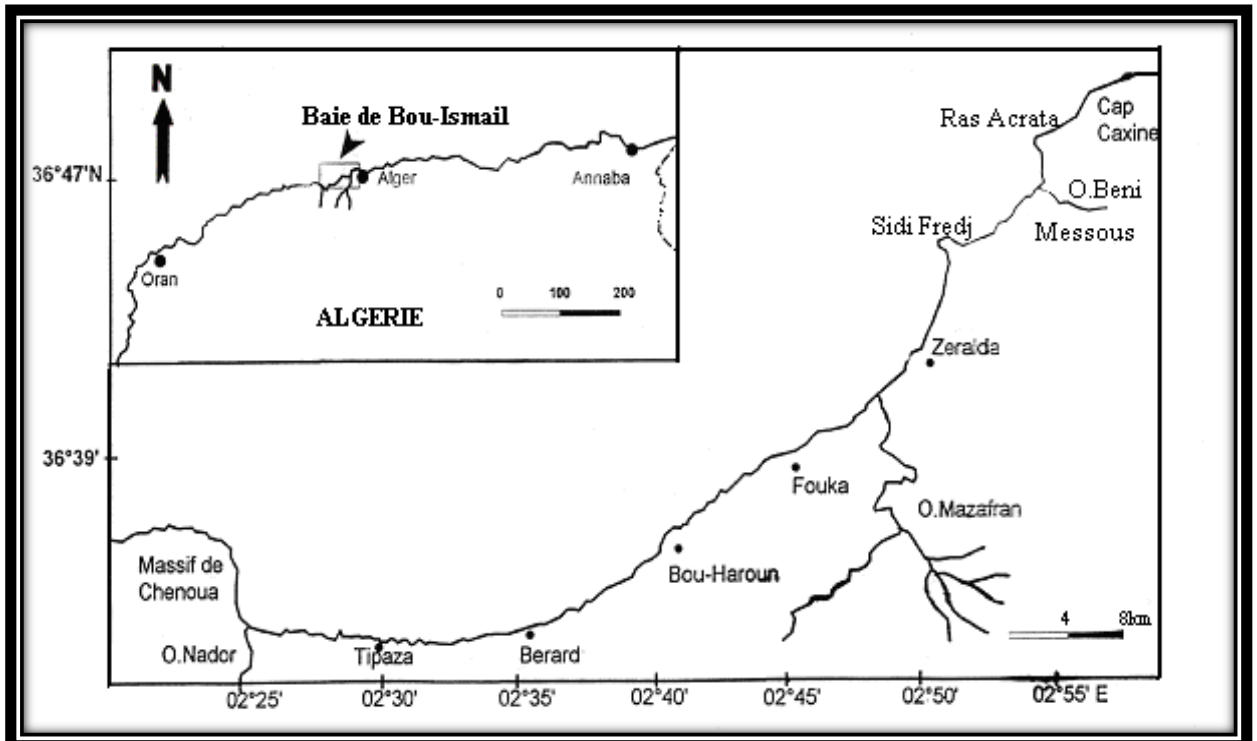 N
Baie de Bou-Ismail
36°47'N
Alger
Annaba
Oran
0 100 200
ALGERIE
Cap
Caxine
Ras Acrata
O.Beni
Messous
Sidi Fredj
Zeralda
36°39'
Fouka
O.Mazafran
Bou-Haroun
Massif de
Chenoua
4 8km
O.Nador
Tipaza
Berard
02°25' 02°30' 02°35' 02°40' 02°45' 02°50' 02°55' E